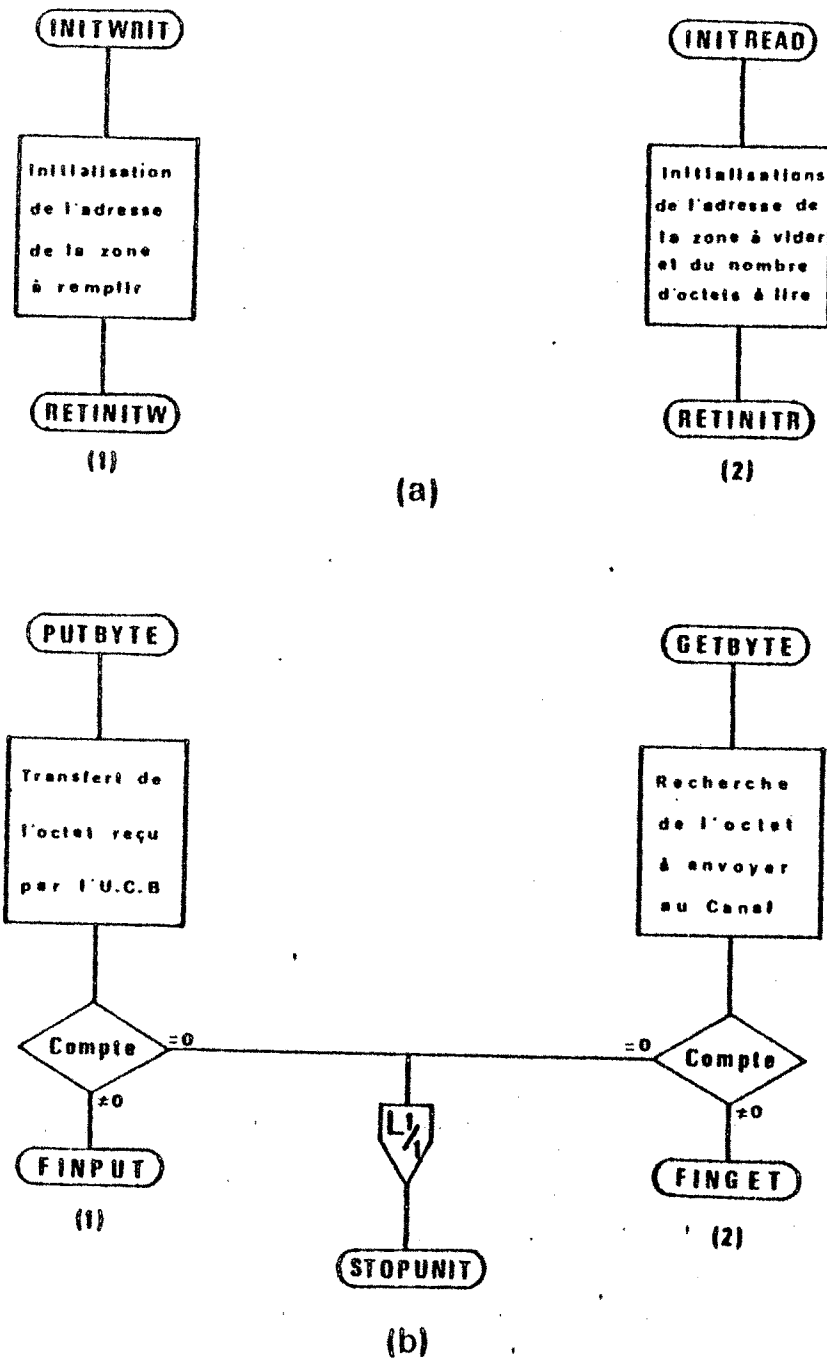 INITWRIT
Initialisation
de l'adresse
de la zone
à remplir
RETINITW
(1)
INITREAD
Initialisations
de l'adresse de
la zone à vider
et du nombre
d'octets à lire
RETINITR
(2)
(a)
PUTBYTE
Transfert de
l'octet reçu
par l'U.C.B
Compte
=0
≠0
FINPUT
(1)
GETBYTE
Recherche
de l'octet
à envoyer
au Canal
=0
Compte
≠0
FINGET
(2)
L1/1
STOPUNIT
(b)